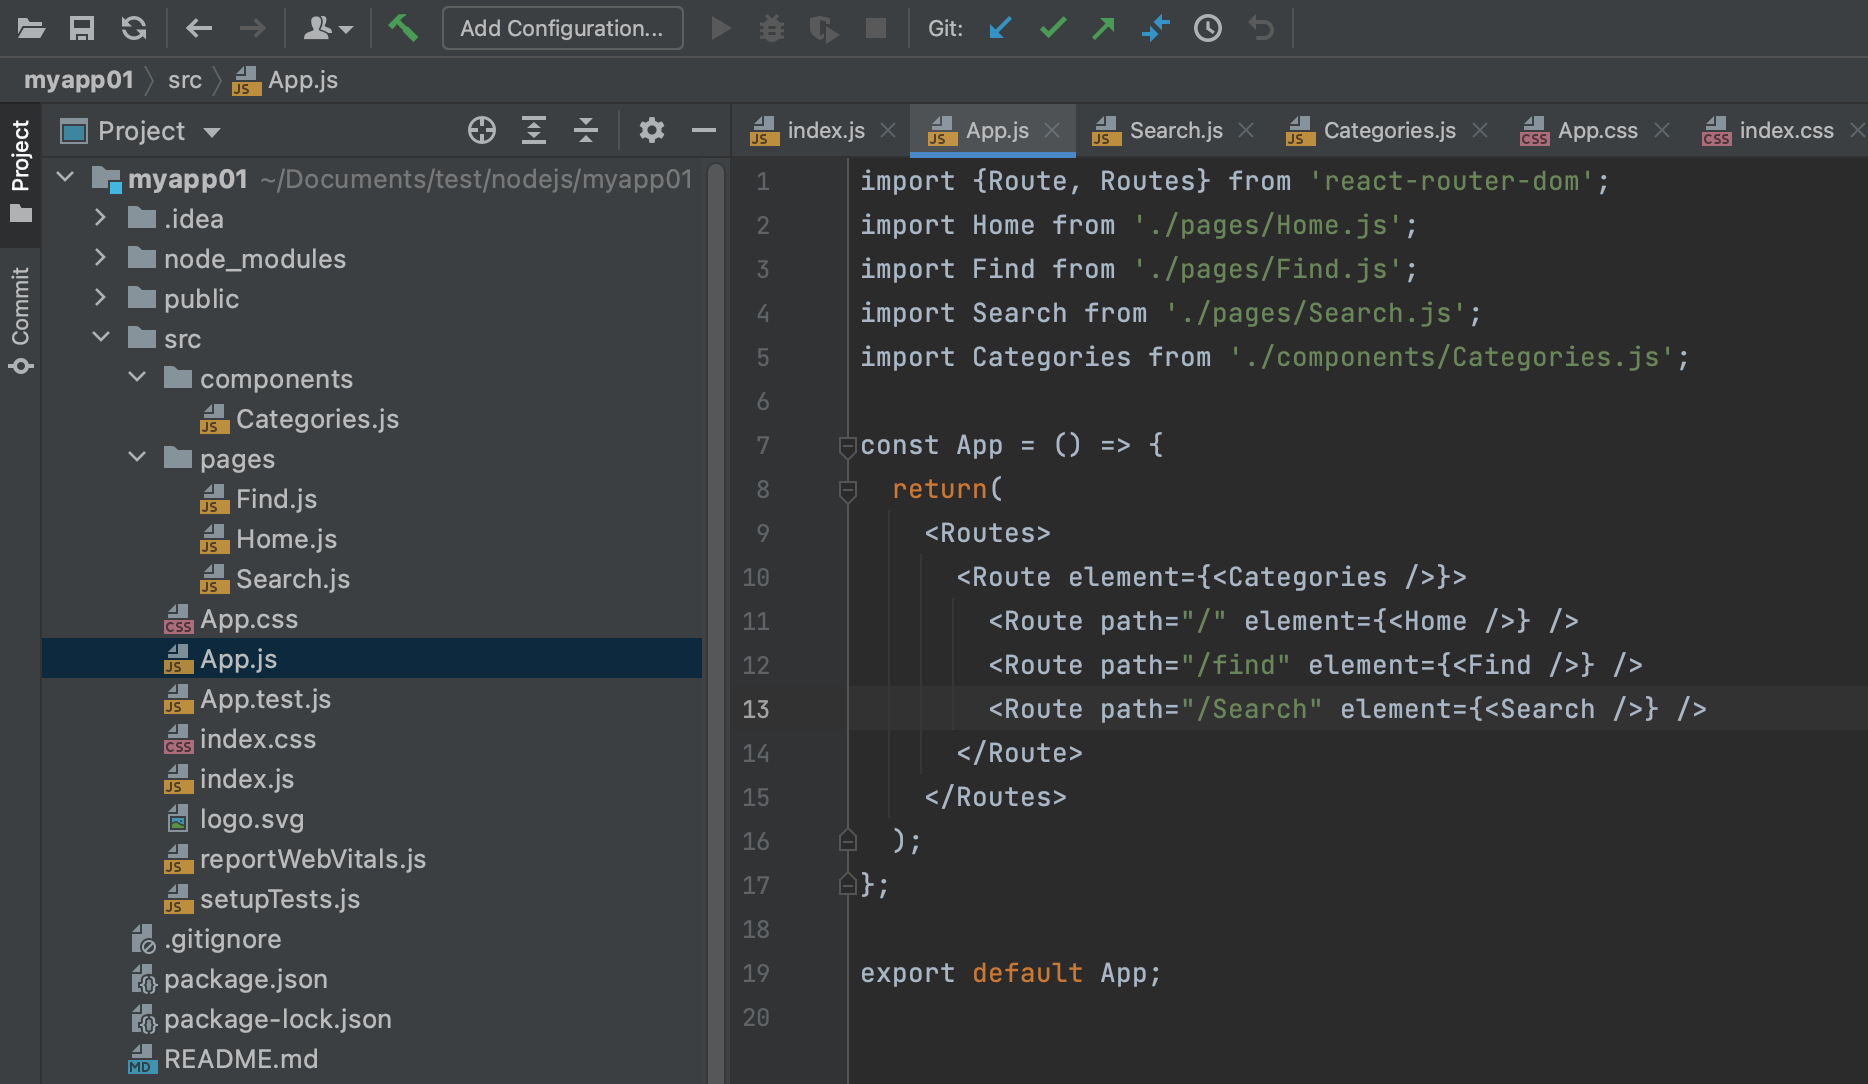 Add Configuration...
Git:
myapp01 src App.js
Project
Commit
Project
index.js
App.js
Search.js
Categories.js
App.css
index.css
myapp01 ~/Documents/test/nodejs/myapp01
.idea
node_modules
public
src
components
Categories.js
pages
Find.js
Home.js
Search.js
App.css
App.js
App.test.js
index.css
index.js
logo.svg
reportWebVitals.js
setupTests.js
.gitignore
package.json
package-lock.json
README.md
1 import {Route, Routes} from 'react-router-dom';
2 import Home from './pages/Home.js';
3 import Find from './pages/Find.js';
4 import Search from './pages/Search.js';
5 import Categories from './components/Categories.js';
6
7 const App = () => {
8 return(
9 <Routes>
10 <Route element={<Categories />}>
11 <Route path="/" element={<Home />} />
12 <Route path="/find" element={<Find />} />
13 <Route path="/Search" element={<Search />} />
14 </Route>
15 </Routes>
16 );
17 };
18
19 export default App;
20